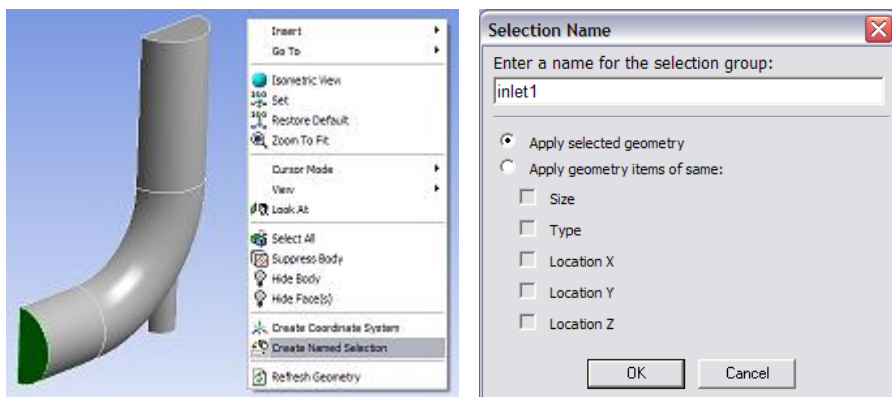 Insert
Go To
Isometric View
Set
Restore Default
Zoom To Fit
Cursor Mode
View
Look At
Select All
Suppress Body
Hide Body
Hide Face(s)
Create Coordinate System
Create Named Selection
Refresh Geometry
Selection Name
Enter a name for the selection group:
inlet1
Apply selected geometry
Apply geometry items of same:
Size
Type
Location X
Location Y
Location Z
OK
Cancel